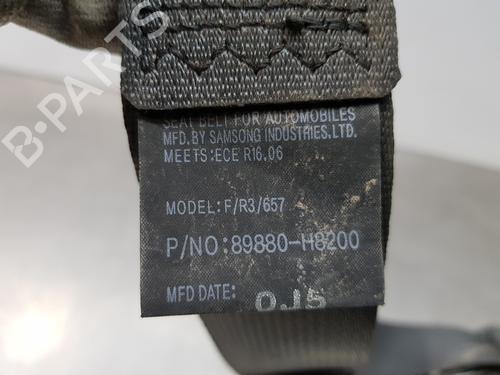 SEAT BELT FOR AUTOMOBILES
MFD.BY SAMSONG INDUSTRIES.LTD.
MEETS:ECE R16.06
MODEL: F/R3/657
P/NO:89880-H8200
MFD DATE: OJ5
B-PARTS